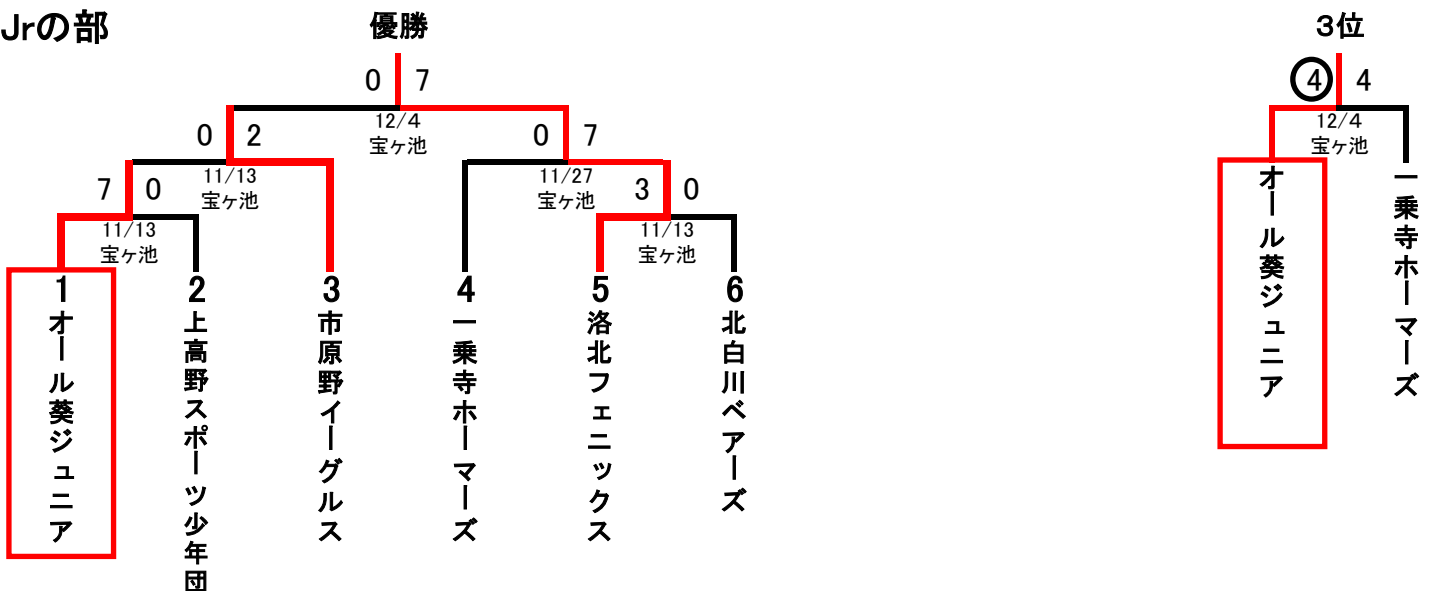 Jrの部
優勝
3位
0 7
④ 4
12/4
宝ヶ池
12/4
宝ヶ池
0 2
0 7
11/13
宝ヶ池
11/27
宝ヶ池
7 0
3 0
11/13
宝ヶ池
11/13
宝ヶ池
1 オール葵ジュニア
2 上高野スポーツ少年団
3 市原野イーグルス
4 一乗寺ホーマーズ
5 洛北フェニックス
6 北白川ベアーズ
オール葵ジュニア
一乗寺ホーマーズ